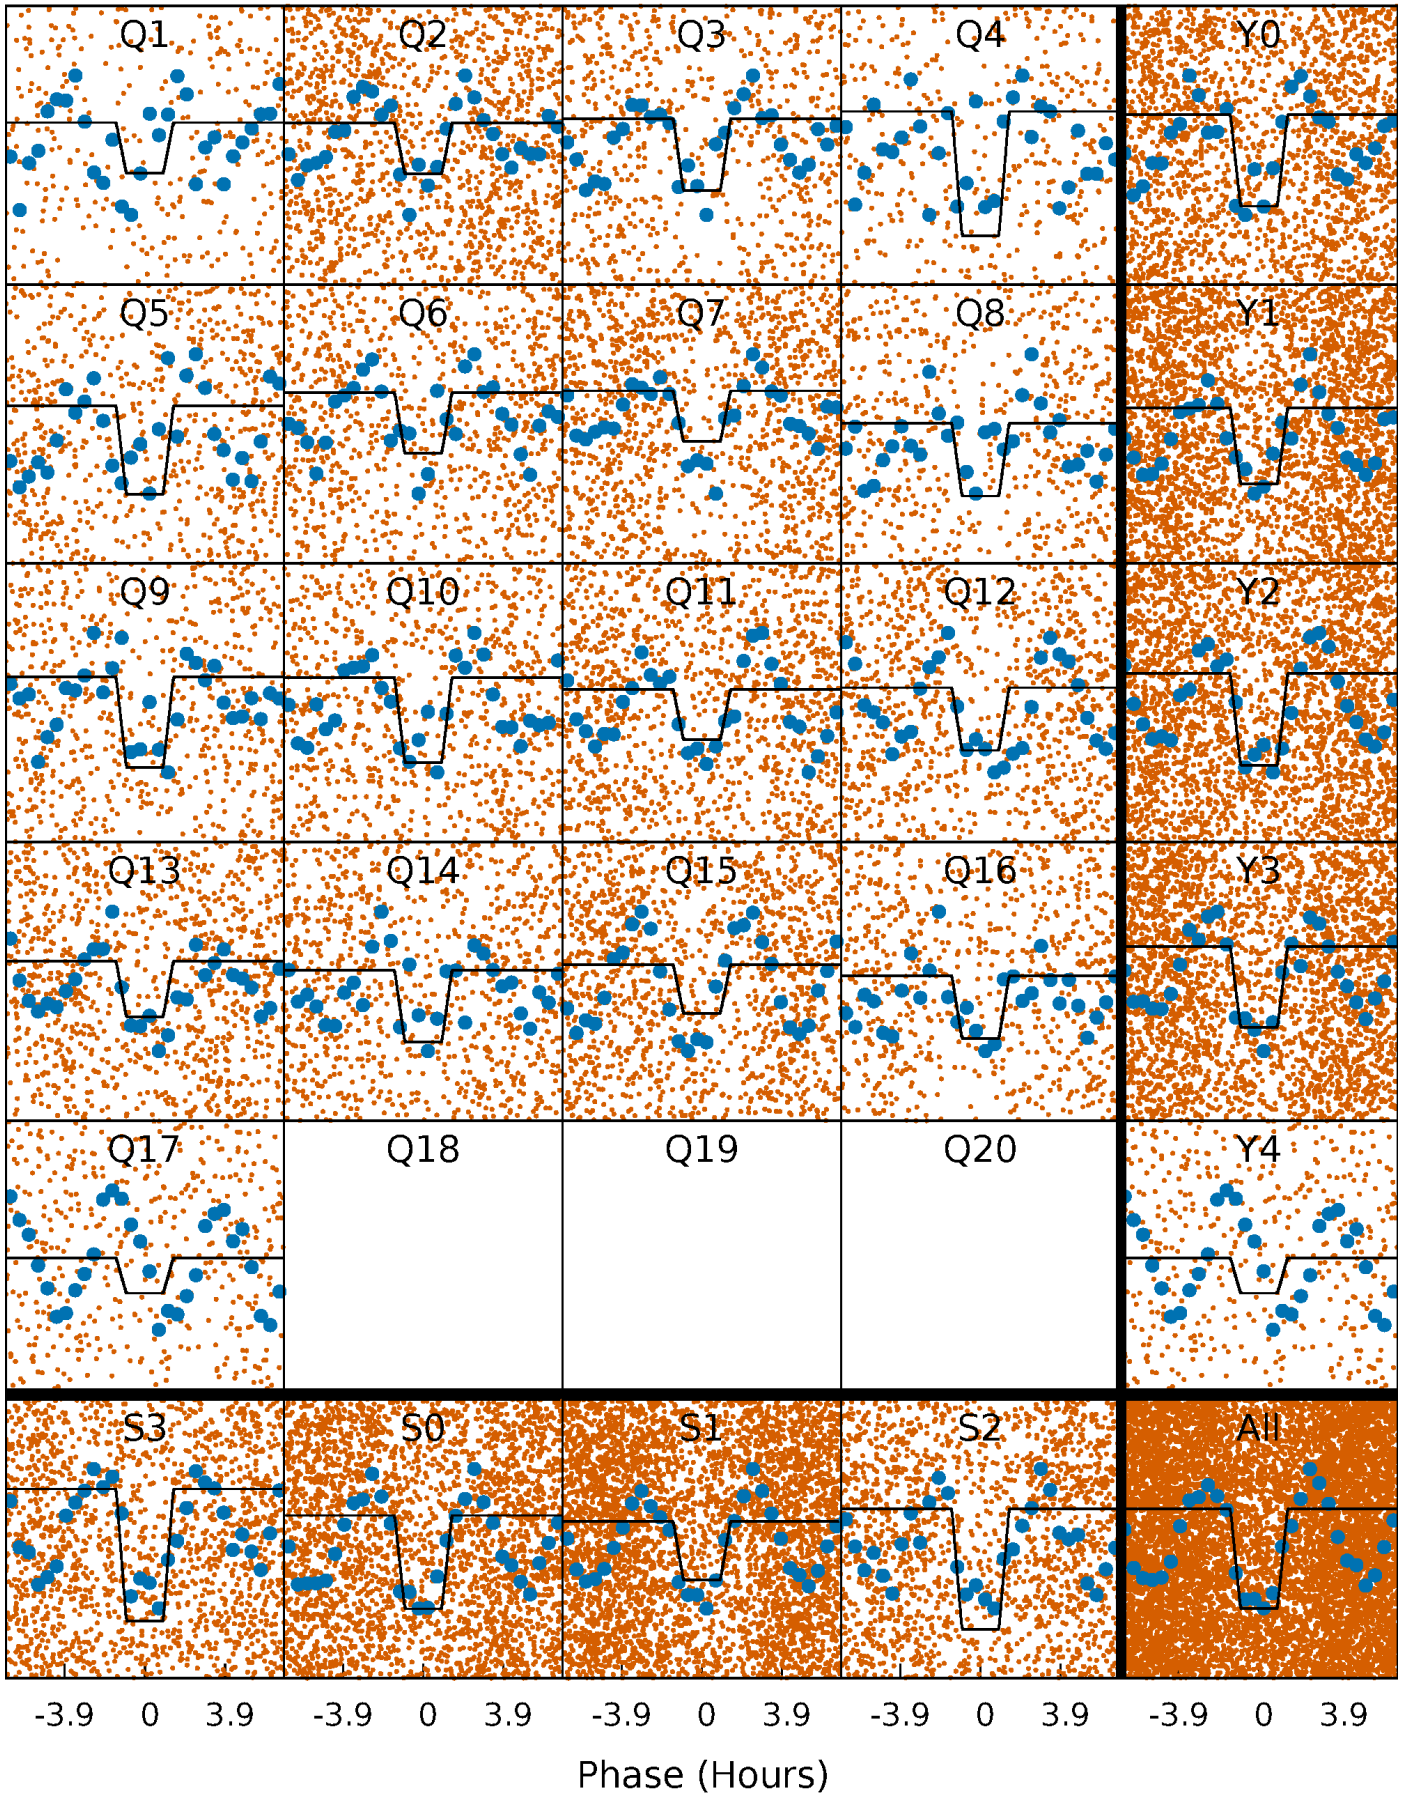 Q1 Q2 Q3 Q4 Y0
Q5 Q6 Q7 Q8 Y1
Q9 Q10 Q11 Q12 Y2
Q13 Q14 Q15 Q16 Y3
Q17 Q18 Q19 Q20 Y4
S3 S0 S1 S2 All
-3.9 0 3.9 -3.9 0 3.9 -3.9 0 3.9 -3.9 0 3.9 -3.9 0 3.9
Phase (Hours)